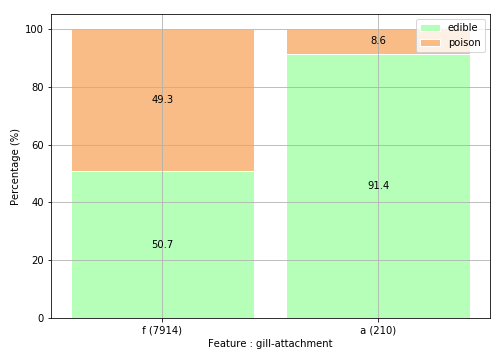 100
80
60
40
20
0
Percentage (%)
edible
poison
49.3
50.7
8.6
91.4
f (7914)
a (210)
Feature : gill-attachment